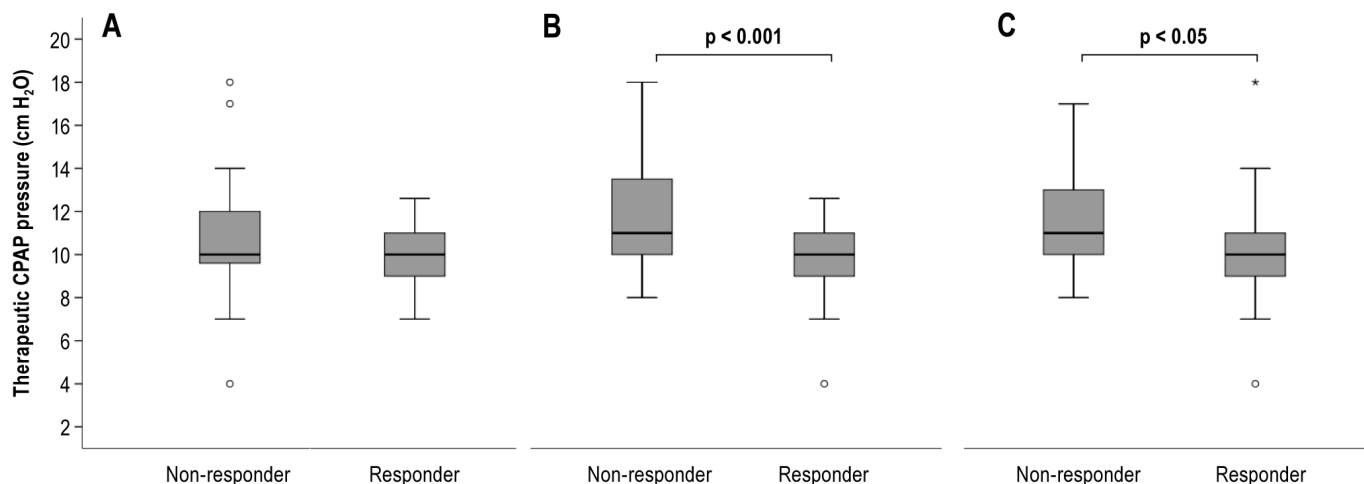 A
B
C
p < 0.001
p < 0.05
Therapeutic CPAP pressure (cm H₂O)
20
18
16
14
12
10
8
6
4
2
Non-responder
Responder
Non-responder
Responder
Non-responder
Responder